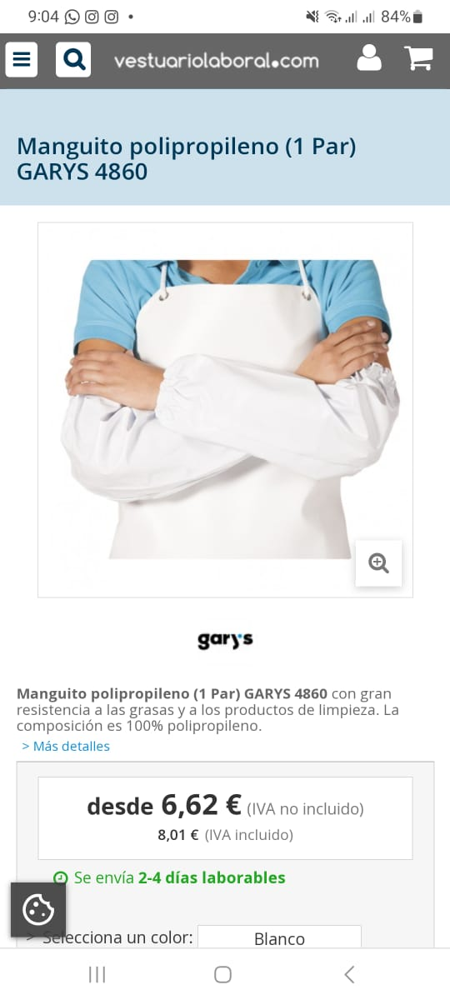 9:04
84%
vestuariolaboral.com
Manguito polipropileno (1 Par)
GARYS 4860
garys
Manguito polipropileno (1 Par) GARYS 4860 con gran
resistencia a las grasas y a los productos de limpieza. La
composición es 100% polipropileno.
> Más detalles
desde 6,62 € (IVA no incluido)
8,01 € (IVA incluido)
Se envía 2-4 días laborables
> Selecciona un color: Blanco